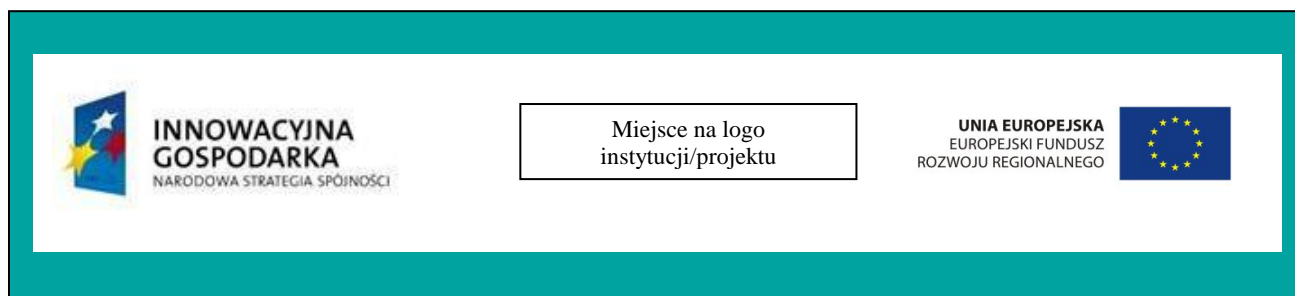 INNOWACYJNA
GOSPODARKA
NARODOWA STRATEGIA SPÓJNOŚCI
Miejsce na logo
instytucji/projektu
UNIA EUROPEJSKA
EUROPEJSKI FUNDUSZ
ROZWOJU REGIONALNEGO